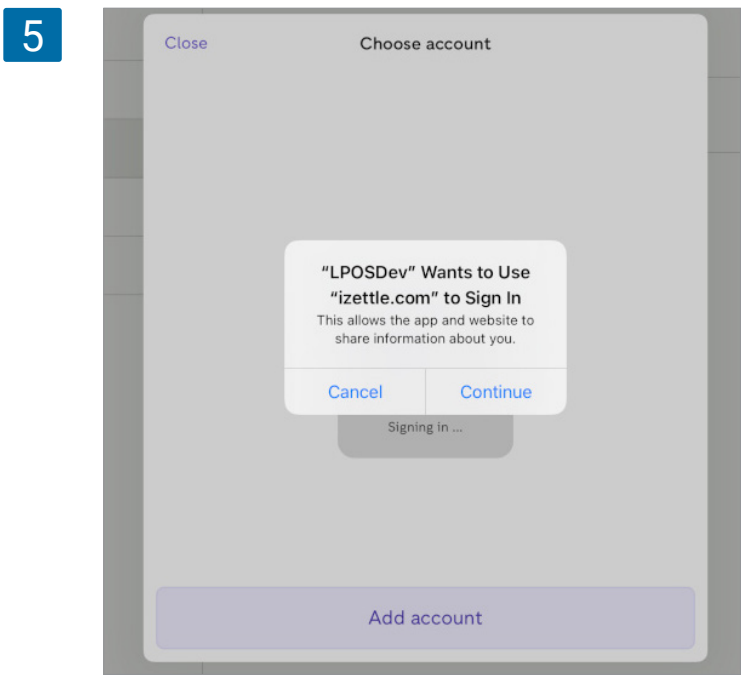 5
Close
Choose account
“LPOSDev” Wants to Use
“izettle.com” to Sign In
This allows the app and website to
share information about you.
Cancel
Continue
Signing in ...
Add account